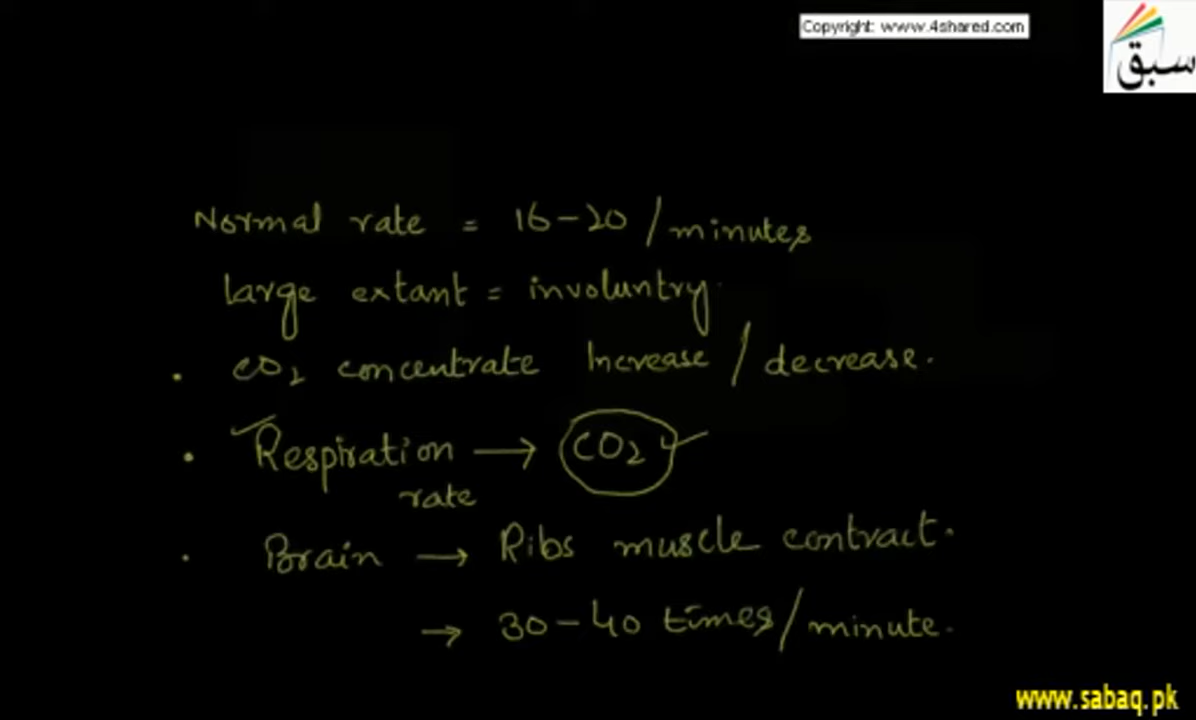 Copyright: www.4shared.com
سبق
Normal rate = 16-20 / minutes
Large extant = involuntry.
. CO2 concentrate Increase / decrease.
. Respiration → CO2
rate
. Brain → Ribs muscle contract.
→ 30-40 times/minute.
www.sabaq.pk